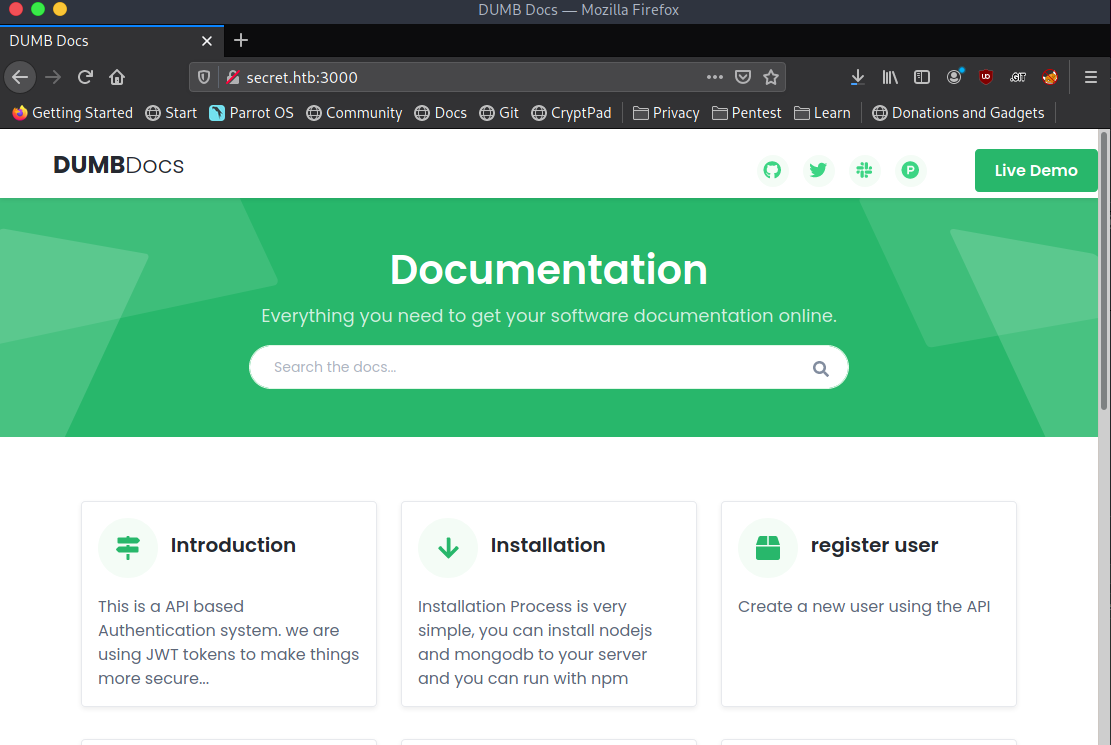 DUMB Docs — Mozilla Firefox
DUMB Docs
secret.htb:3000
Getting Started Start Parrot OS Community Docs Git CryptPad Privacy Pentest Learn Donations and Gadgets
DUMBDocs
Live Demo
Documentation
Everything you need to get your software documentation online.
Search the docs...
Introduction
This is a API based
Authentication system. we are
using JWT tokens to make things
more secure...
Installation
Installation Process is very
simple, you can install nodejs
and mongodb to your server
and you can run with npm
register user
Create a new user using the API